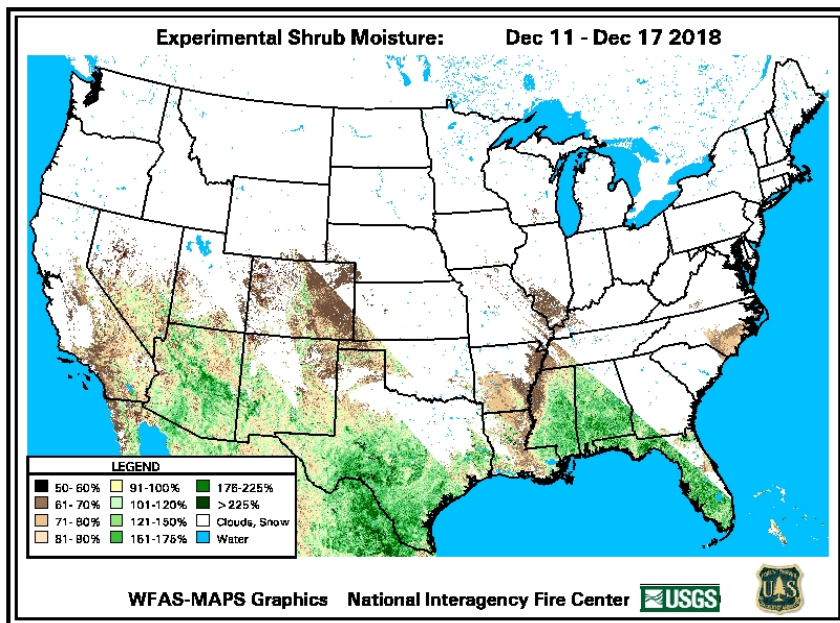 Experimental Shrub Moisture: Dec 11 - Dec 17 2018
LEGEND
50- 60% 91-100% 176-225%
61- 70% 101-120% >225%
71- 80% 121-150% Clouds, Snow
81- 90% 151-175% Water
WFAS-MAPS Graphics National Interagency Fire Center USGS